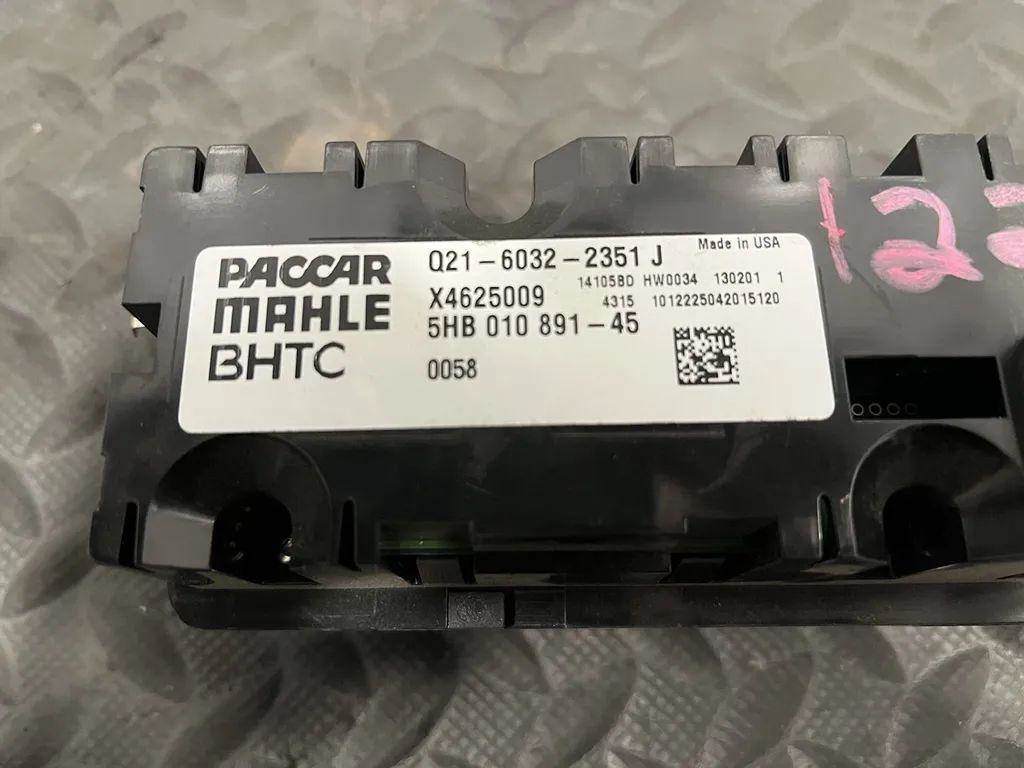 PACCAR
MAHLE
BHTC
Q21-6032-2351 J
Made in USA
X4625009
14105BD HW0034 130201 1
4315 1012225042015120
5HB 010 891-45
0058